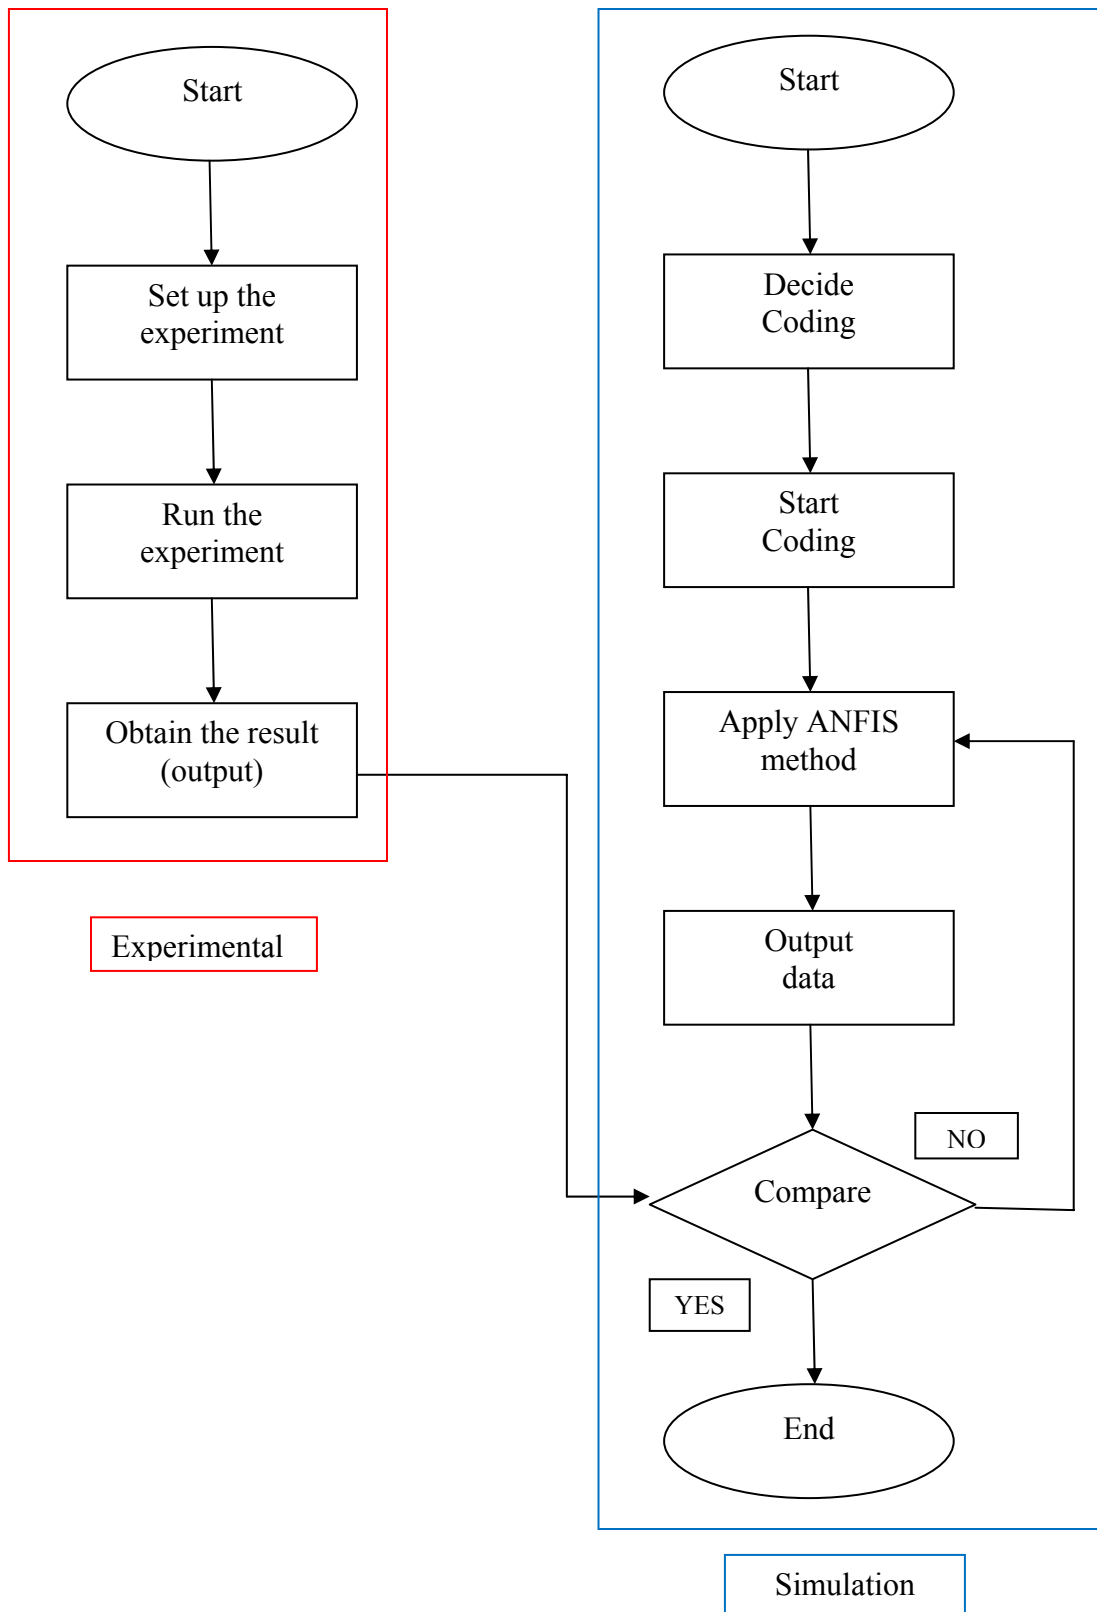 Start
Set up the
experiment
Run the
experiment
Obtain the result
(output)
Experimental
Start
Decide
Coding
Start
Coding
Apply ANFIS
method
Output
data
Compare
NO
YES
End
Simulation